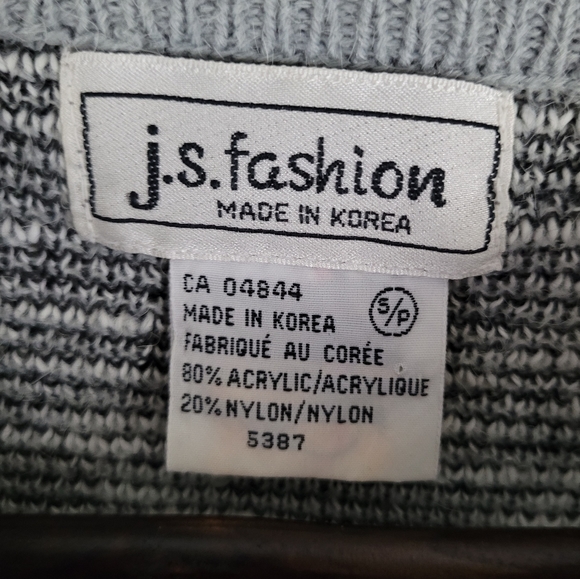 j.s.fashion
MADE IN KOREA
CA 04844
S/P
MADE IN KOREA
FABRIQUÉ AU CORÉE
80% ACRYLIC/ACRYLIQUE
20% NYLON/NYLON
5387